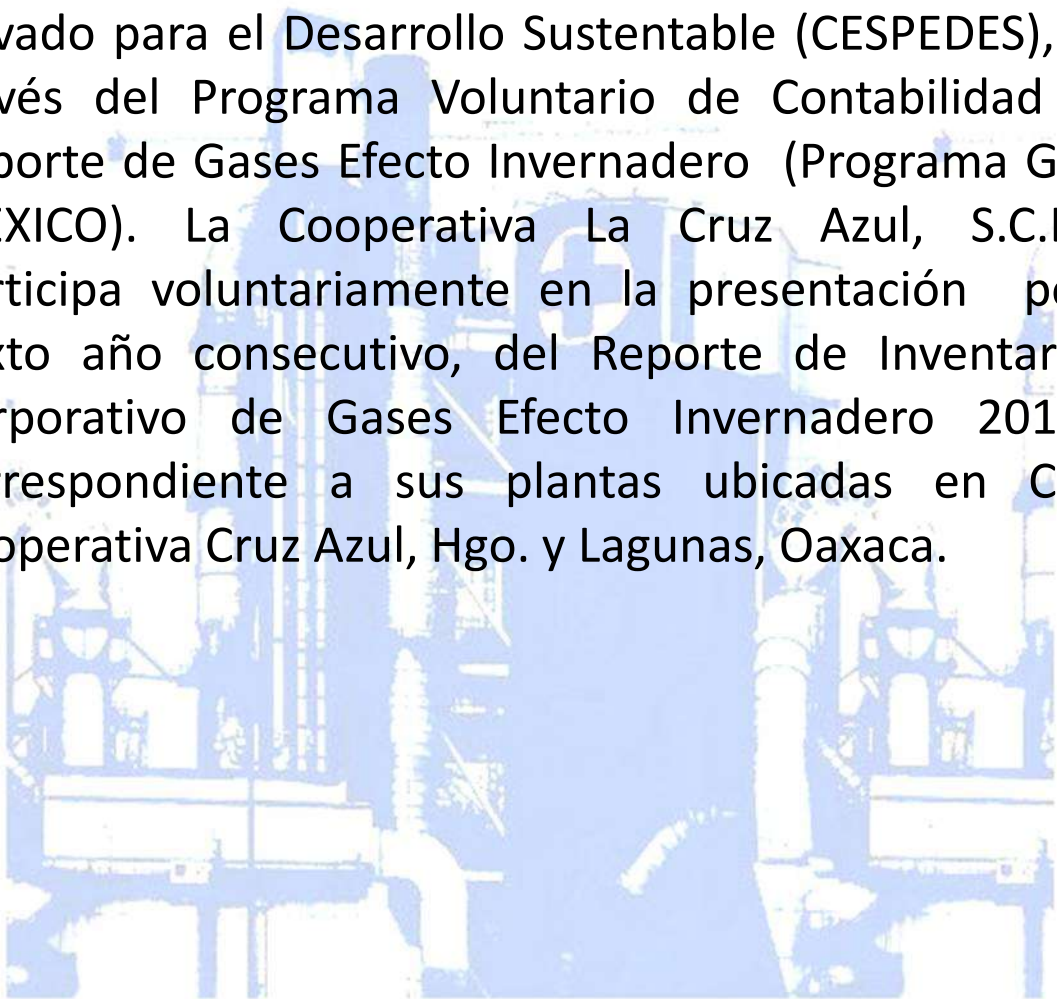 vado para el Desarrollo Sustentable (CESPEDES),
vés del Programa Voluntario de Contabilidad
porte de Gases Efecto Invernadero (Programa G
EXICO). La Cooperativa La Cruz Azul, S.C.
rticipa voluntariamente en la presentación p
xto año consecutivo, del Reporte de Inventar
rporativo de Gases Efecto Invernadero 201
rrespondiente a sus plantas ubicadas en C
operativa Cruz Azul, Hgo. y Lagunas, Oaxaca.